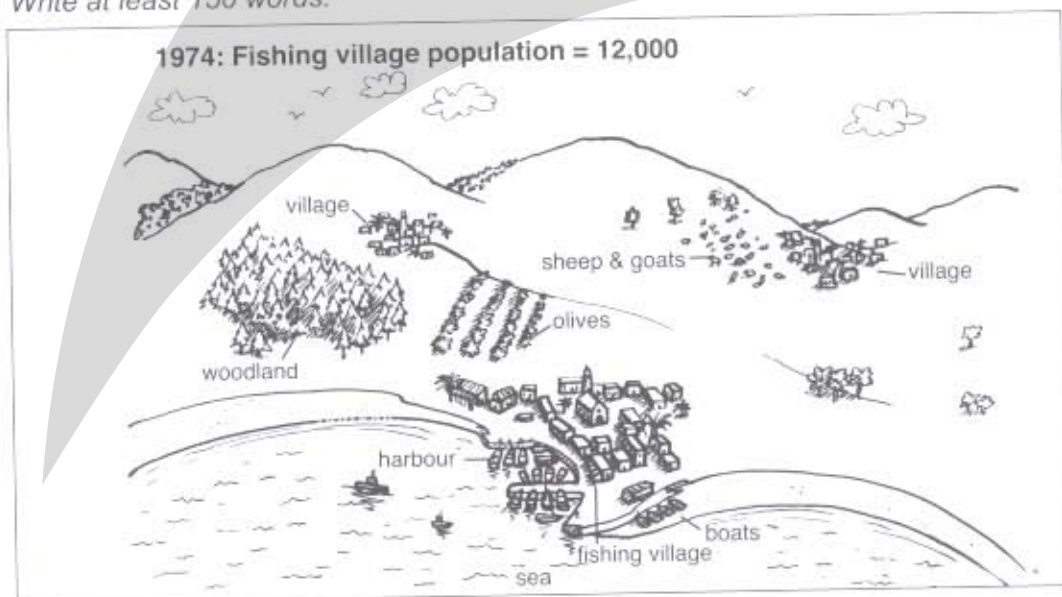 Write at least 150 words.
1974: Fishing village population = 12,000
village
sheep & goats
village
olives
woodland
harbour
boats
fishing village
sea